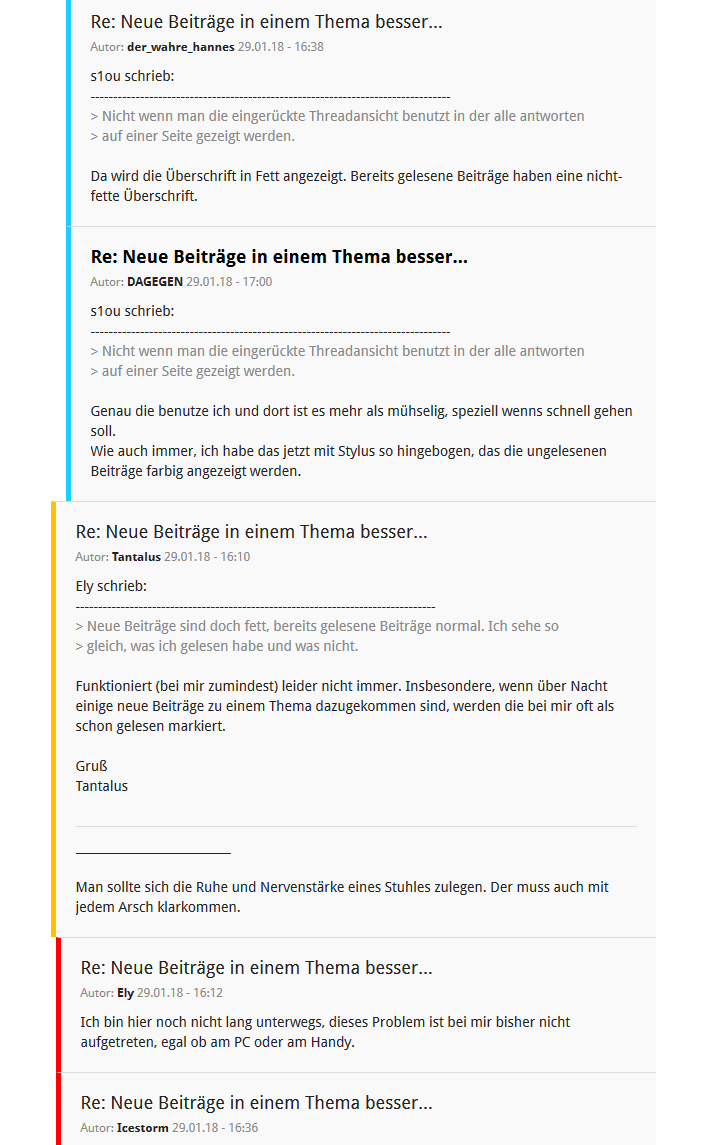 Re: Neue Beiträge in einem Thema besser...
Autor: der_wahre_hannes 29.01.18 - 16:38
s1ou schrieb:
--------------------------------------------------------------------------------
> Nicht wenn man die eingerückte Threadansicht benutzt in der alle antworten
> auf einer Seite gezeigt werden.
Da wird die Überschrift in Fett angezeigt. Bereits gelesene Beiträge haben eine nicht-
fette Überschrift.
Re: Neue Beiträge in einem Thema besser...
Autor: DAGEGEN 29.01.18 - 17:00
s1ou schrieb:
--------------------------------------------------------------------------------
> Nicht wenn man die eingerückte Threadansicht benutzt in der alle antworten
> auf einer Seite gezeigt werden.
Genau die benutze ich und dort ist es mehr als mühselig, speziell wenns schnell gehen
soll.
Wie auch immer, ich habe das jetzt mit Stylus so hingebogen, das die ungelesenen
Beiträge farbig angezeigt werden.
Re: Neue Beiträge in einem Thema besser...
Autor: Tantalus 29.01.18 - 16:10
Ely schrieb:
--------------------------------------------------------------------------------
> Neue Beiträge sind doch fett, bereits gelesene Beiträge normal. Ich sehe so
> gleich, was ich gelesen habe und was nicht.
Funktioniert (bei mir zumindest) leider nicht immer. Insbesondere, wenn über Nacht
einige neue Beiträge zu einem Thema dazugekommen sind, werden die bei mir oft als
schon gelesen markiert.
Gruß
Tantalus
___________________________
Man sollte sich die Ruhe und Nervenstärke eines Stuhles zulegen. Der muss auch mit
jedem Arsch klarkommen.
Re: Neue Beiträge in einem Thema besser...
Autor: Ely 29.01.18 - 16:12
Ich bin hier noch nicht lang unterwegs, dieses Problem ist bei mir bisher nicht
aufgetreten, egal ob am PC oder am Handy.
Re: Neue Beiträge in einem Thema besser...
Autor: Icestorm 29.01.18 - 16:36